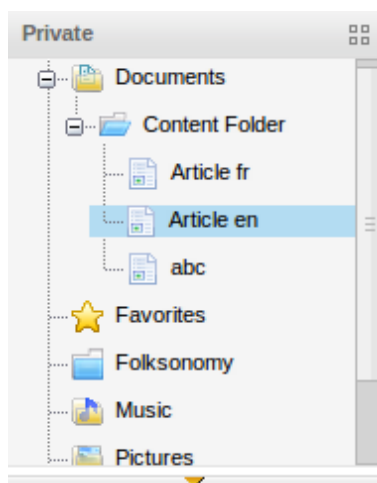 Private
Documents
Content Folder
Article fr
Article en
abc
Favorites
Folksonomy
Music
Pictures